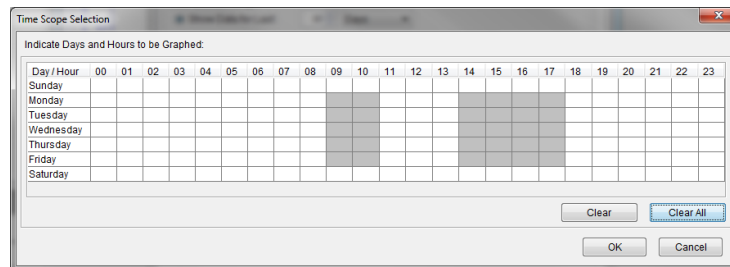 Time Scope Selection
Indicate Days and Hours to be Graphed:
Day / Hour 00 01 02 03 04 05 06 07 08 09 10 11 12 13 14 15 16 17 18 19 20 21 22 23
Sunday
Monday
Tuesday
Wednesday
Thursday
Friday
Saturday
Clear Clear All
OK Cancel